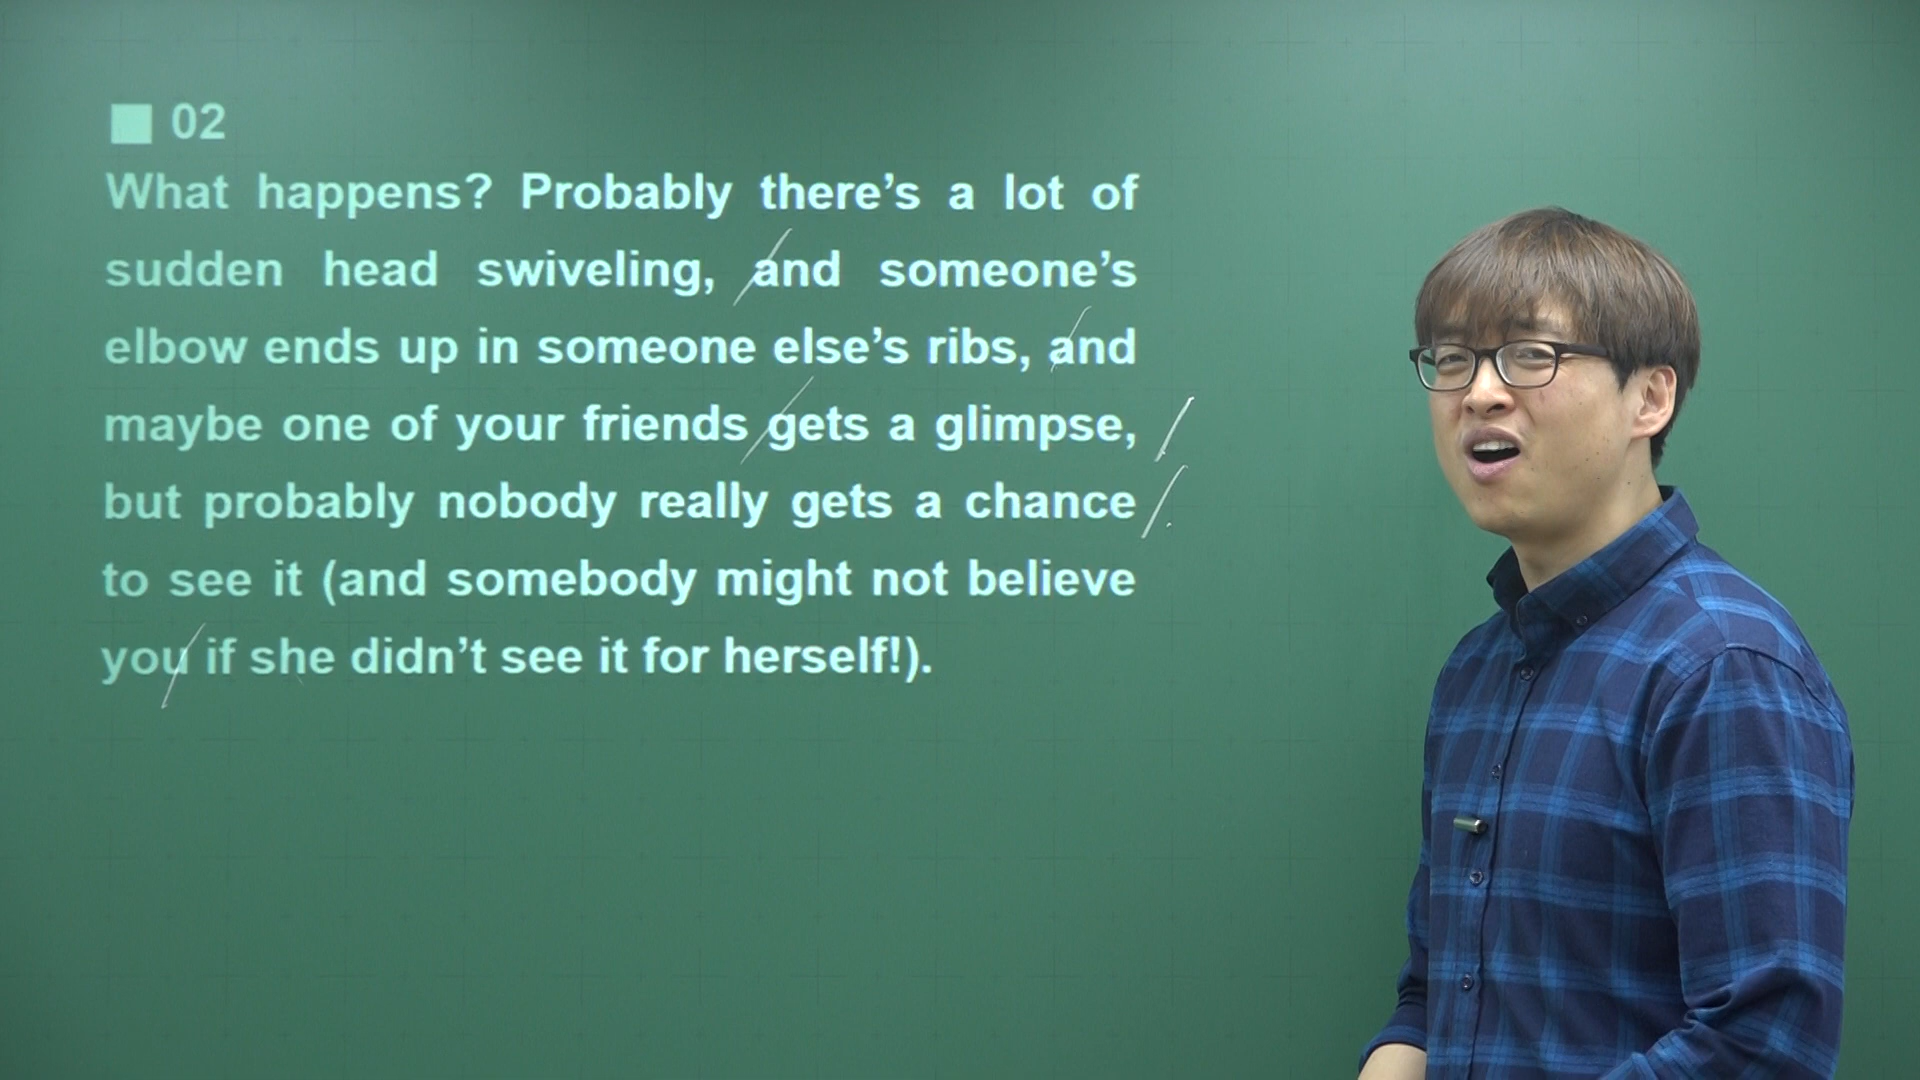 02
What happens? Probably there’s a lot of
sudden head swiveling, and someone’s
elbow ends up in someone else’s ribs, and
maybe one of your friends gets a glimpse,
but probably nobody really gets a chance
to see it (and somebody might not believe
you if she didn’t see it for herself!).